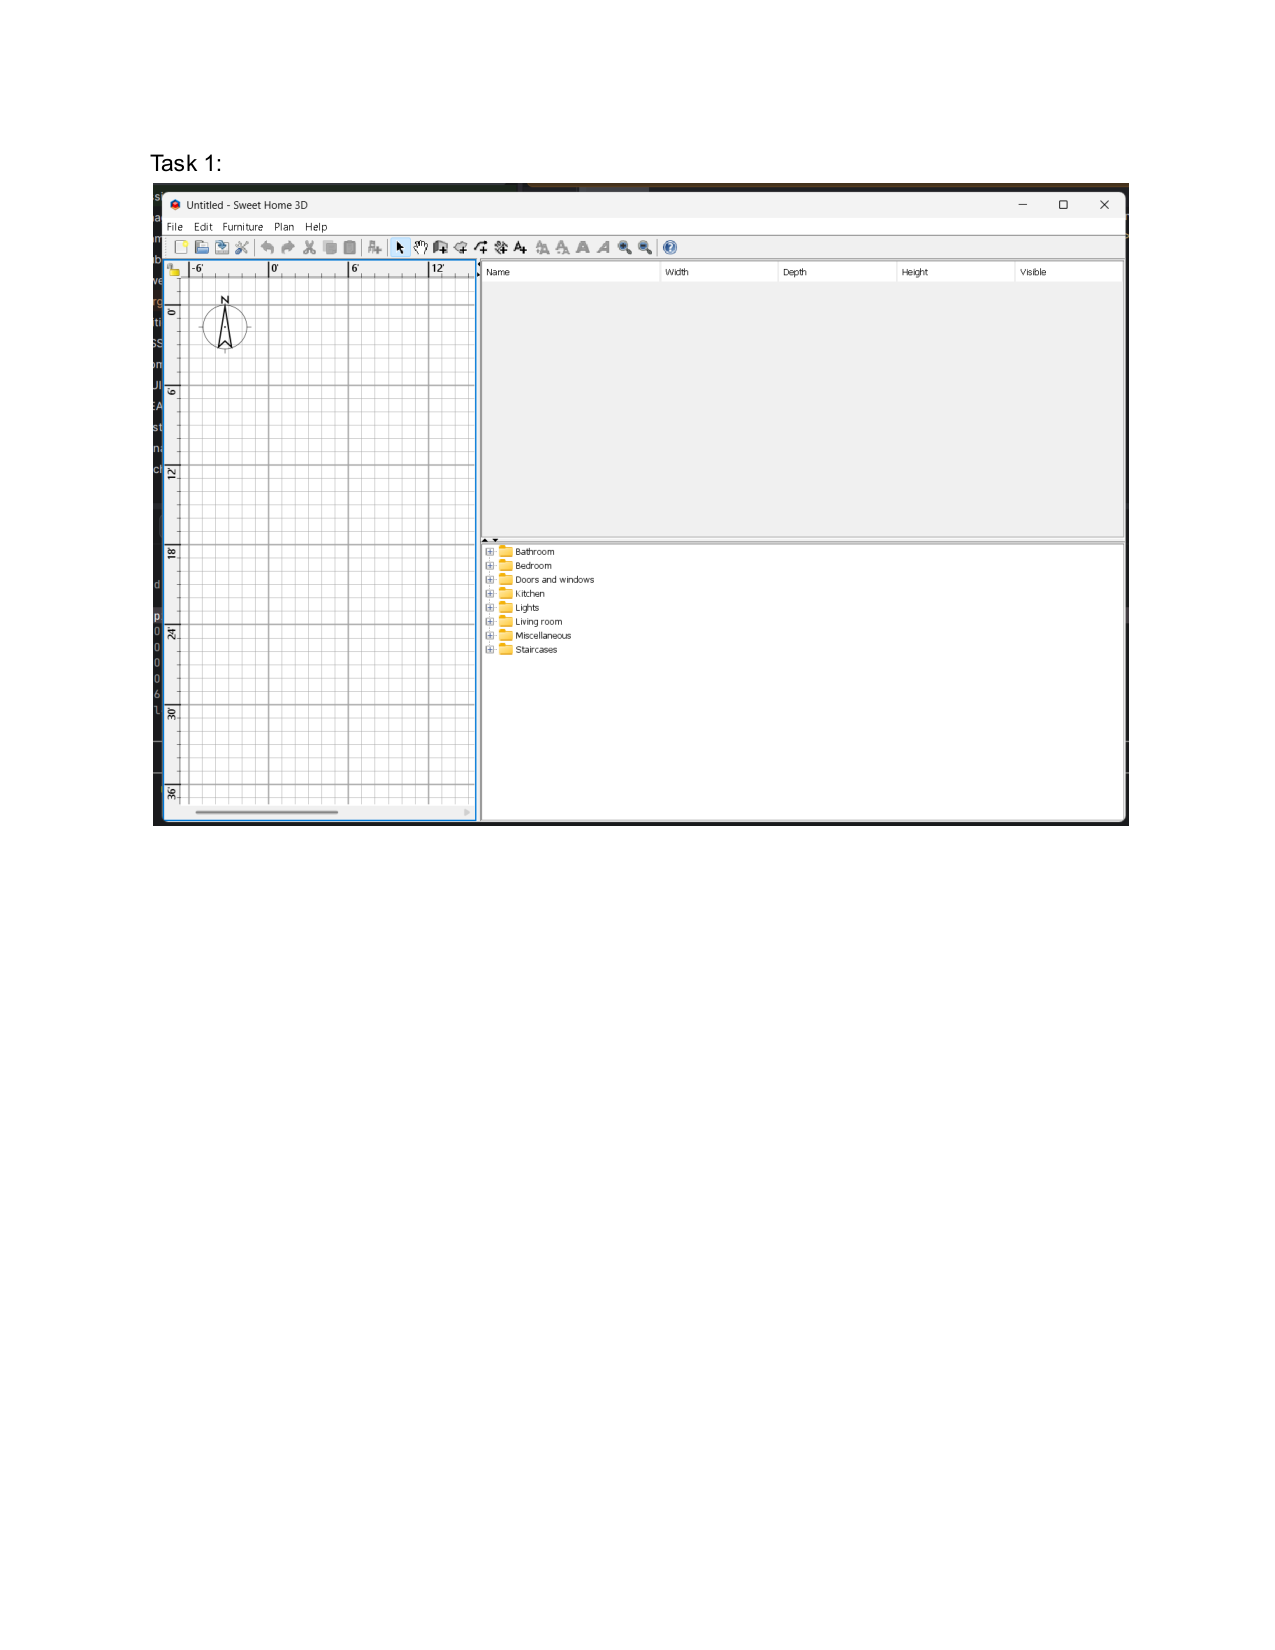 Task 1:
Untitled - Sweet Home 3D
File Edit Furniture Plan Help
-6' 0' 6' 12'
Name Width Depth Height Visible
N
0'
6'
12'
18'
24'
30'
36'
Bathroom
Bedroom
Doors and windows
Kitchen
Lights
Living room
Miscellaneous
Staircases